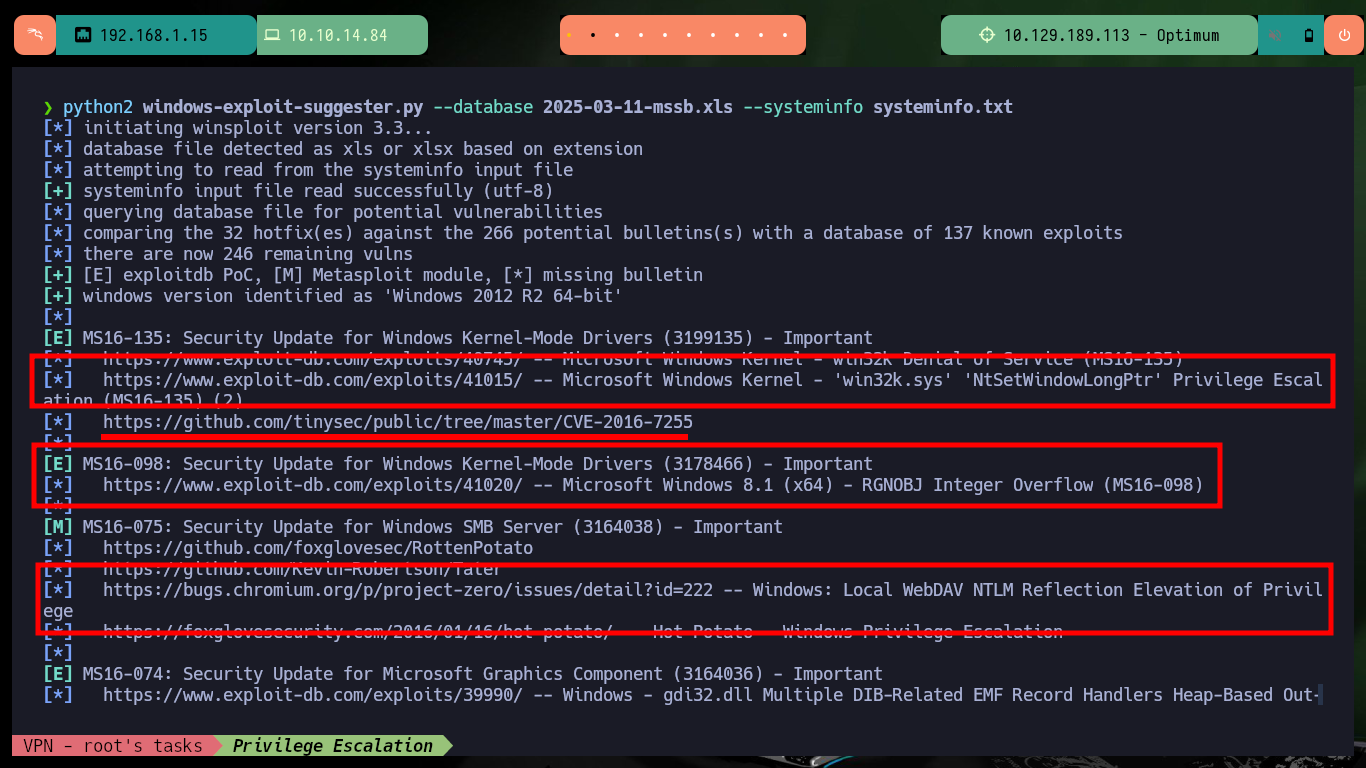 192.168.1.15 10.10.14.84 10.129.189.113 - Optimum
❯ python2 windows-exploit-suggester.py --database 2025-03-11-mssb.xls --systeminfo systeminfo.txt
[*] initiating winsploit version 3.3...
[*] database file detected as xls or xlsx based on extension
[*] attempting to read from the systeminfo input file
[+] systeminfo input file read successfully (utf-8)
[*] querying database file for potential vulnerabilities
[*] comparing the 32 hotfix(es) against the 266 potential bulletins(s) with a database of 137 known exploits
[*] there are now 246 remaining vulns
[+] [E] exploitdb PoC, [M] Metasploit module, [*] missing bulletin
[+] windows version identified as 'Windows 2012 R2 64-bit'
[*]
[E] MS16-135: Security Update for Windows Kernel-Mode Drivers (3199135) - Important
[*]   https://www.exploit-db.com/exploits/40745/ -- Microsoft Windows Kernel - win32k Denial of Service (MS16-135)
[*]   https://www.exploit-db.com/exploits/41015/ -- Microsoft Windows Kernel - 'win32k.sys' 'NtSetWindowLongPtr' Privilege Escal
ation (MS16-135) (2)
[*]   https://github.com/tinysec/public/tree/master/CVE-2016-7255
[*]
[E] MS16-098: Security Update for Windows Kernel-Mode Drivers (3178466) - Important
[*]   https://www.exploit-db.com/exploits/41020/ -- Microsoft Windows 8.1 (x64) - RGNOBJ Integer Overflow (MS16-098)
[*]
[M] MS16-075: Security Update for Windows SMB Server (3164038) - Important
[*]   https://github.com/foxglovesec/RottenPotato
[*]   https://github.com/Kevin-Robertson/Tater
[*]   https://bugs.chromium.org/p/project-zero/issues/detail?id=222 -- Windows: Local WebDAV NTLM Reflection Elevation of Privil
ege
[*]   https://foxglovesecurity.com/2016/01/16/hot-potato/ -- Hot Potato - Windows Privilege Escalation
[*]
[E] MS16-074: Security Update for Microsoft Graphics Component (3164036) - Important
[*]   https://www.exploit-db.com/exploits/39990/ -- Windows - gdi32.dll Multiple DIB-Related EMF Record Handlers Heap-Based Out-
VPN - root's tasks Privilege Escalation